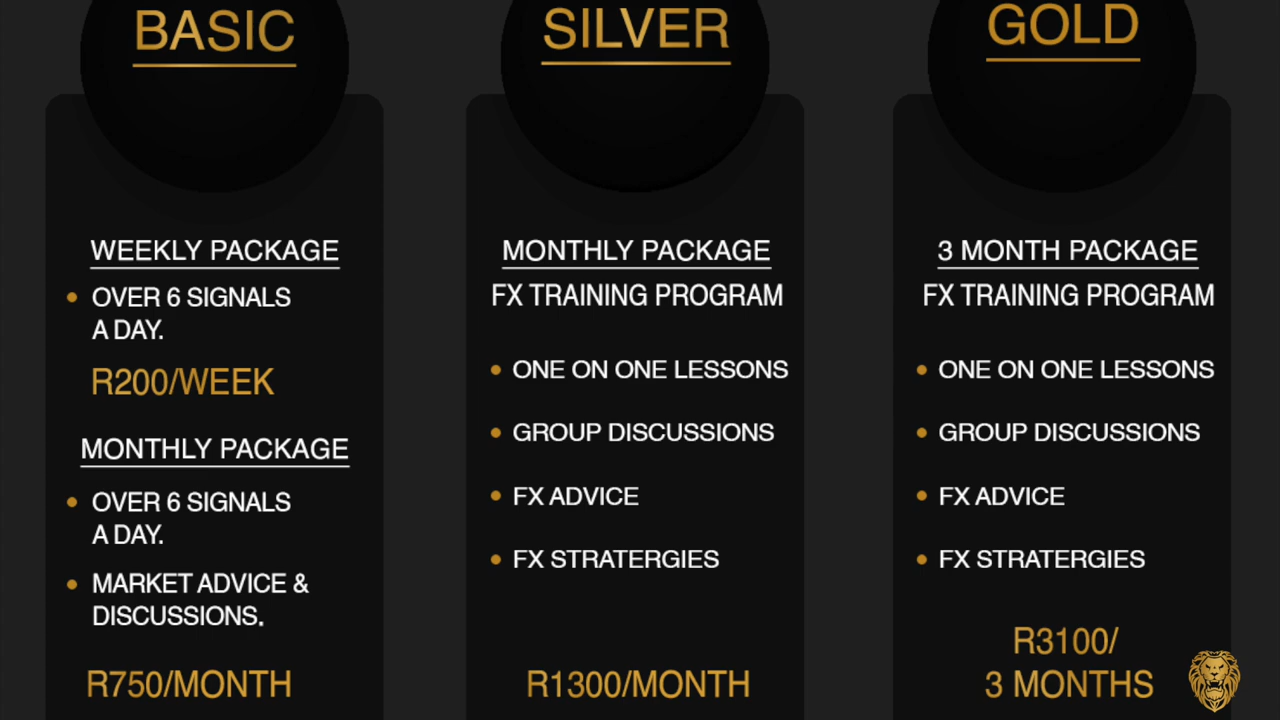 BASIC
WEEKLY PACKAGE
OVER 6 SIGNALS
A DAY.
R200/WEEK
MONTHLY PACKAGE
OVER 6 SIGNALS
A DAY.
MARKET ADVICE &
DISCUSSIONS.
R750/MONTH
SILVER
MONTHLY PACKAGE
FX TRAINING PROGRAM
ONE ON ONE LESSONS
GROUP DISCUSSIONS
FX ADVICE
FX STRATERGIES
R1300/MONTH
GOLD
3 MONTH PACKAGE
FX TRAINING PROGRAM
ONE ON ONE LESSONS
GROUP DISCUSSIONS
FX ADVICE
FX STRATERGIES
R3100/
3 MONTHS